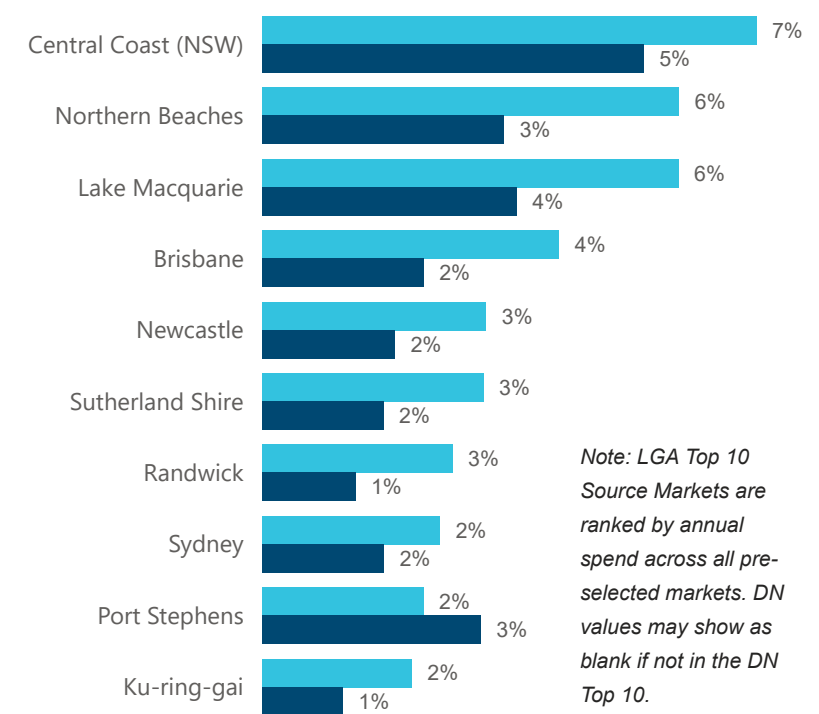 Central Coast (NSW)
7%
5%
Northern Beaches
6%
3%
Lake Macquarie
6%
4%
Brisbane
4%
2%
Newcastle
3%
2%
Sutherland Shire
3%
2%
Randwick
3%
1%
Sydney
2%
2%
Port Stephens
2%
3%
Ku-ring-gai
2%
1%
Note: LGA Top 10
Source Markets are
ranked by annual
spend across all pre-
selected markets. DN
values may show as
blank if not in the DN
Top 10.